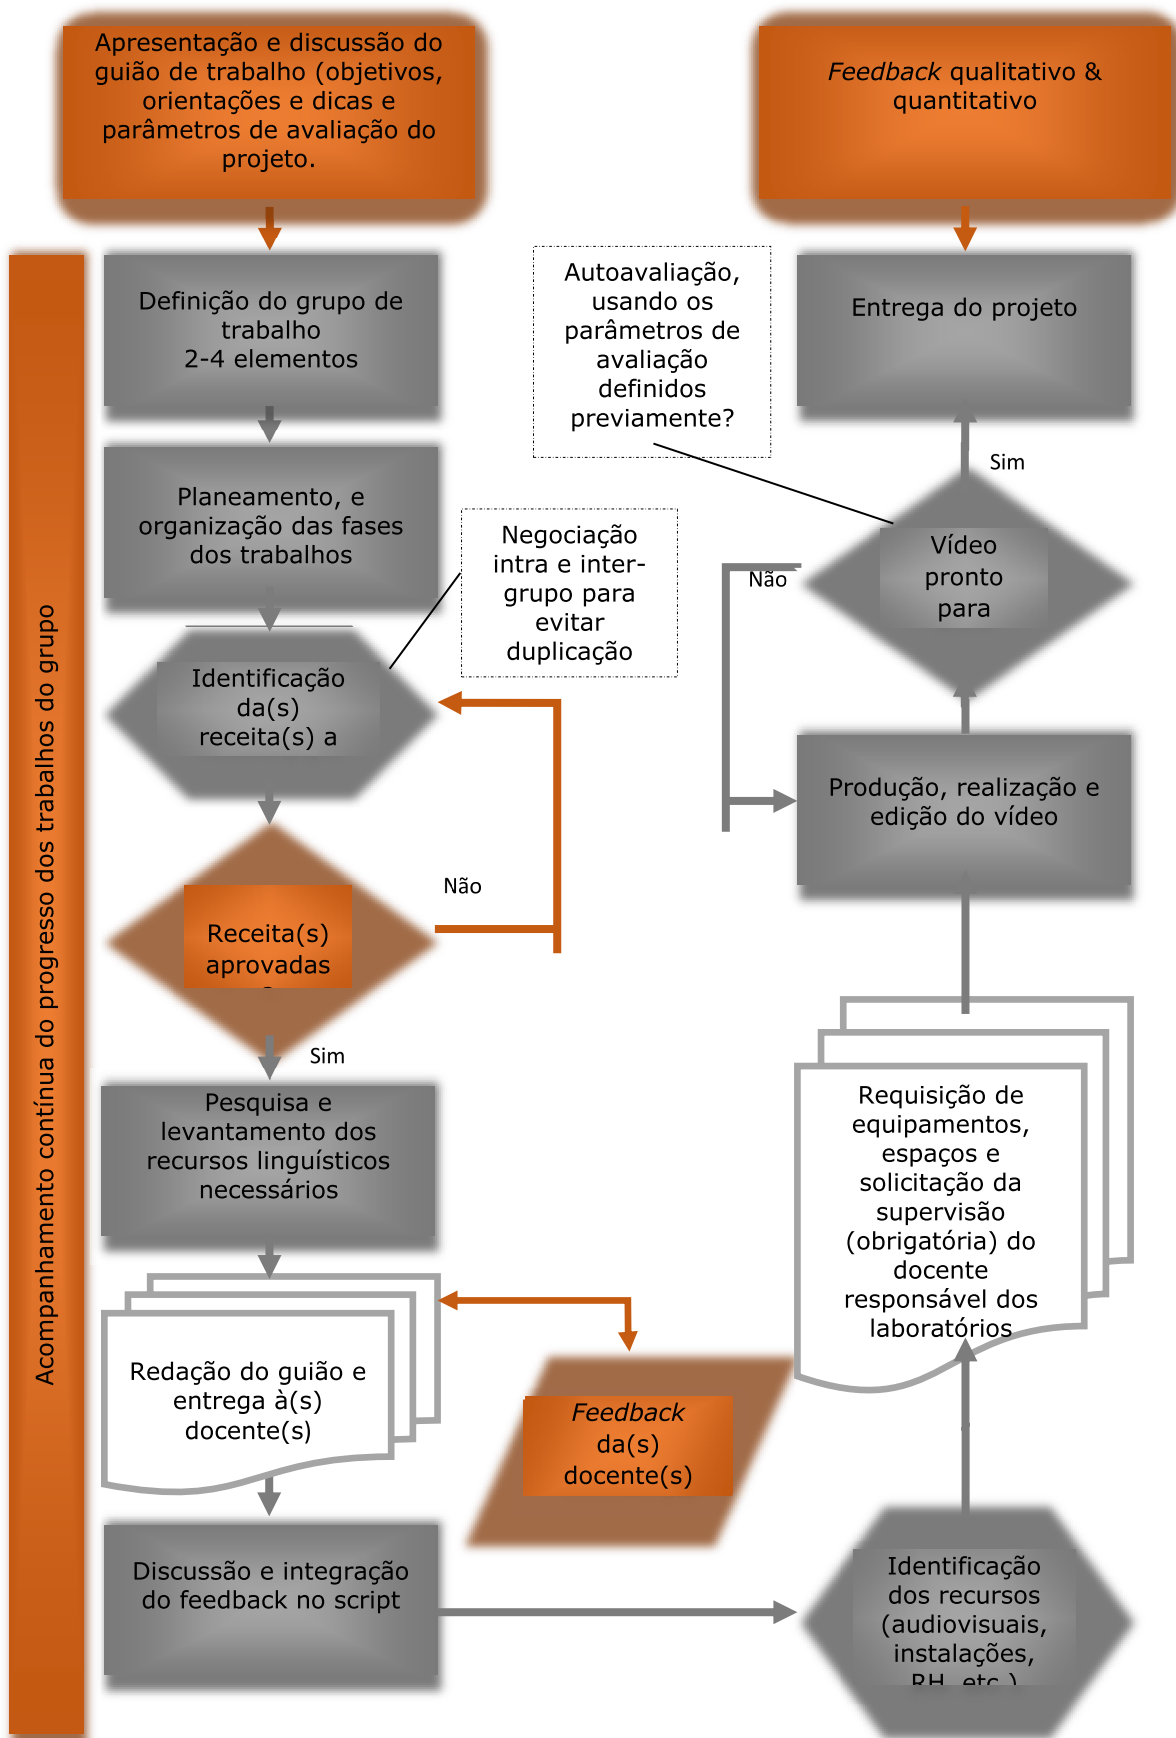 Apresentação e discussão do
guião de trabalho (objetivos,
orientações e dicas e
parâmetros de avaliação do
projeto.
Acompanhamento contínua do progresso dos trabalhos do grupo
Definição do grupo de
trabalho
2-4 elementos
Planeamento, e
organização das fases
dos trabalhos
Negociação
intra e inter-
grupo para
evitar
duplicação
Identificação
da(s)
receita(s) a
Não
Receita(s)
aprovadas
Sim
Pesquisa e
levantamento dos
recursos linguísticos
necessários
Redação do guião e
entrega à(s)
docente(s)
Feedback
da(s)
docente(s)
Discussão e integração
do feedback no script
Feedback qualitativo &
quantitativo
Entrega do projeto
Autoavaliação,
usando os
parâmetros de
avaliação
definidos
previamente?
Sim
Vídeo
pronto
para
Não
Produção, realização e
edição do vídeo
Requisição de
equipamentos,
espaços e
solicitação da
supervisão
(obrigatória) do
docente
responsável dos
laboratórios
Identificação
dos recursos
(audiovisuais,
instalações,
RH, etc.)